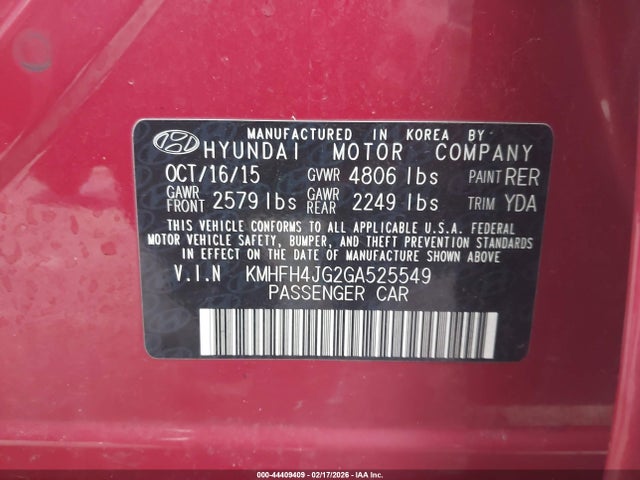 MANUFACTURED IN KOREA BY
HYUNDAI MOTOR COMPANY
OCT/16/15 GVWR 4806 lbs PAINT RER
GAWR FRONT 2579 lbs GAWR REAR 2249 lbs TRIM YDA
THIS VEHICLE CONFORMS TO ALL APPLICABLE U.S.A. FEDERAL
MOTOR VEHICLE SAFETY, BUMPER, AND THEFT PREVENTION
STANDARDS IN EFFECT ON THE DATE OF MANUFACTURE
SHOWN ABOVE.
V.I.N KMHFH4JG2GA525549
PASSENGER CAR
000-44409409 - 02/17/2026 - IAA Inc.